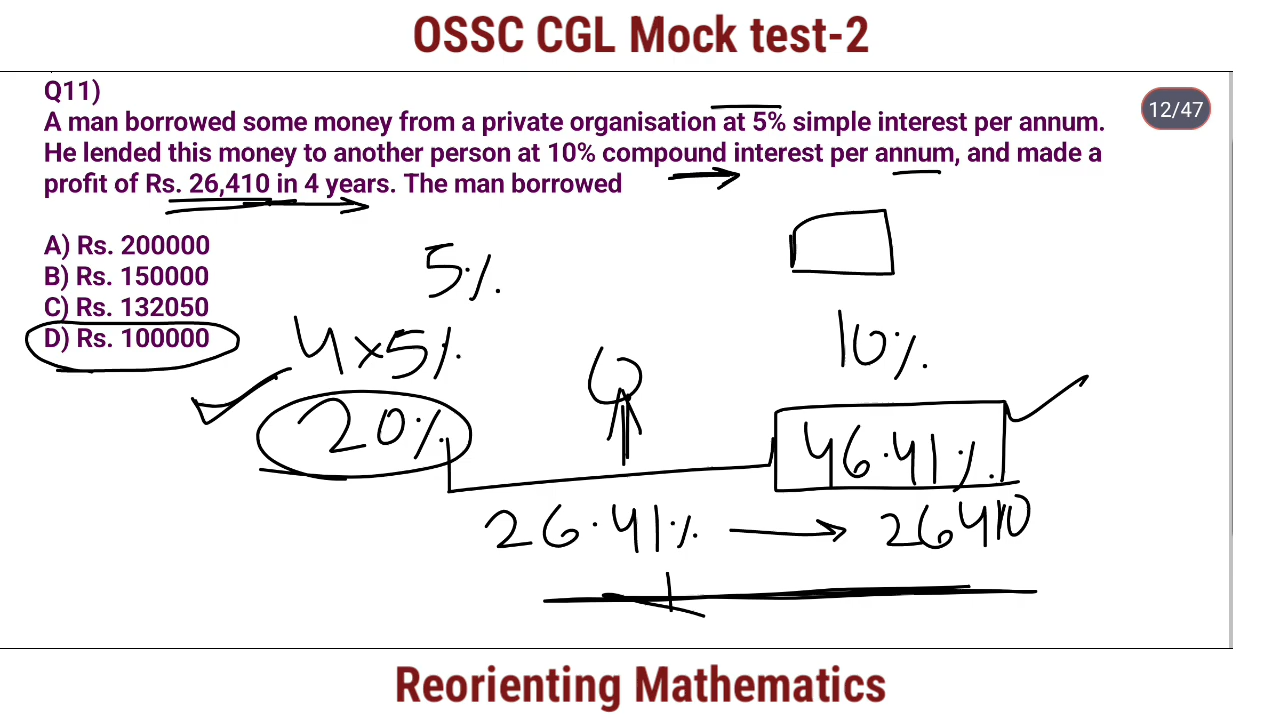 OSSC CGL Mock test-2
Q11)
12/47
A man borrowed some money from a private organisation at 5% simple interest per annum.
He lended this money to another person at 10% compound interest per annum, and made a
profit of Rs. 26,410 in 4 years. The man borrowed
A) Rs. 200000
B) Rs. 150000
C) Rs. 132050
D) Rs. 100000
5%.
4×5%.
10%.
20%
46.41%.
26.41% → 26410
Reorienting Mathematics